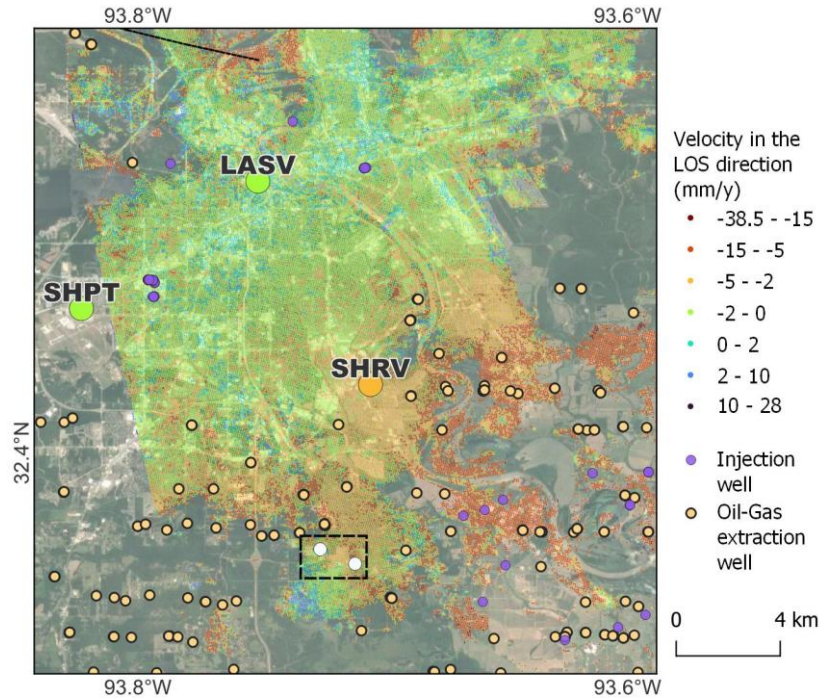 93.8°W
93.6°W
LASV
SHPT
SHRV
32.4°N
93.8°W
93.6°W
Velocity in the
LOS direction
(mm/y)
-38.5 - -15
-15 - -5
-5 - -2
-2 - 0
0 - 2
2 - 10
10 - 28
Injection
well
Oil-Gas
extraction
well
0
4 km